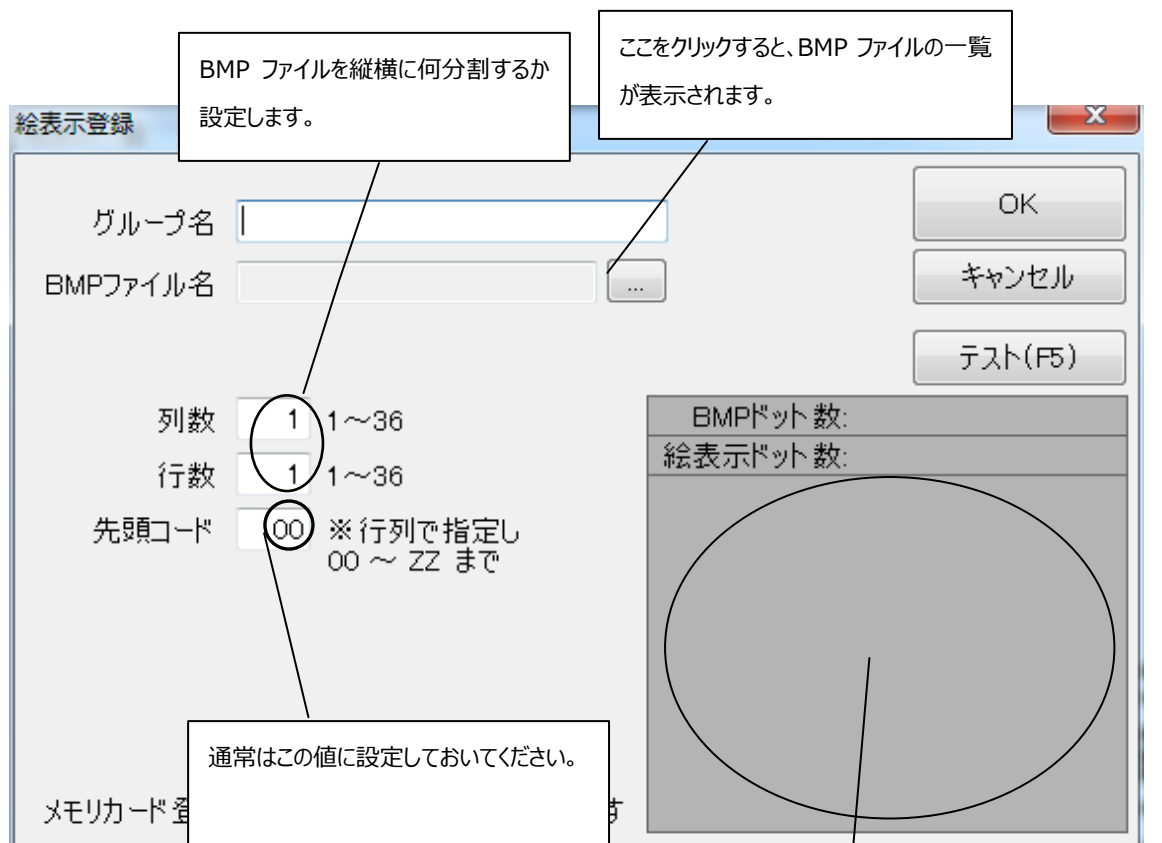 BMP ファイルを縦横に何分割するか
設定します。
ここをクリックすると、BMP ファイルの一覧
が表示されます。
絵表示登録
グループ名
OK
BMPファイル名
...
キャンセル
テスト(F5)
列数 1 1～36
行数 1 1～36
先頭コード 00 ※行列で指定し
00 ～ ZZ まで
BMPドット数:
絵表示ドット数:
通常はこの値に設定しておいてください。
メモリカード登
す